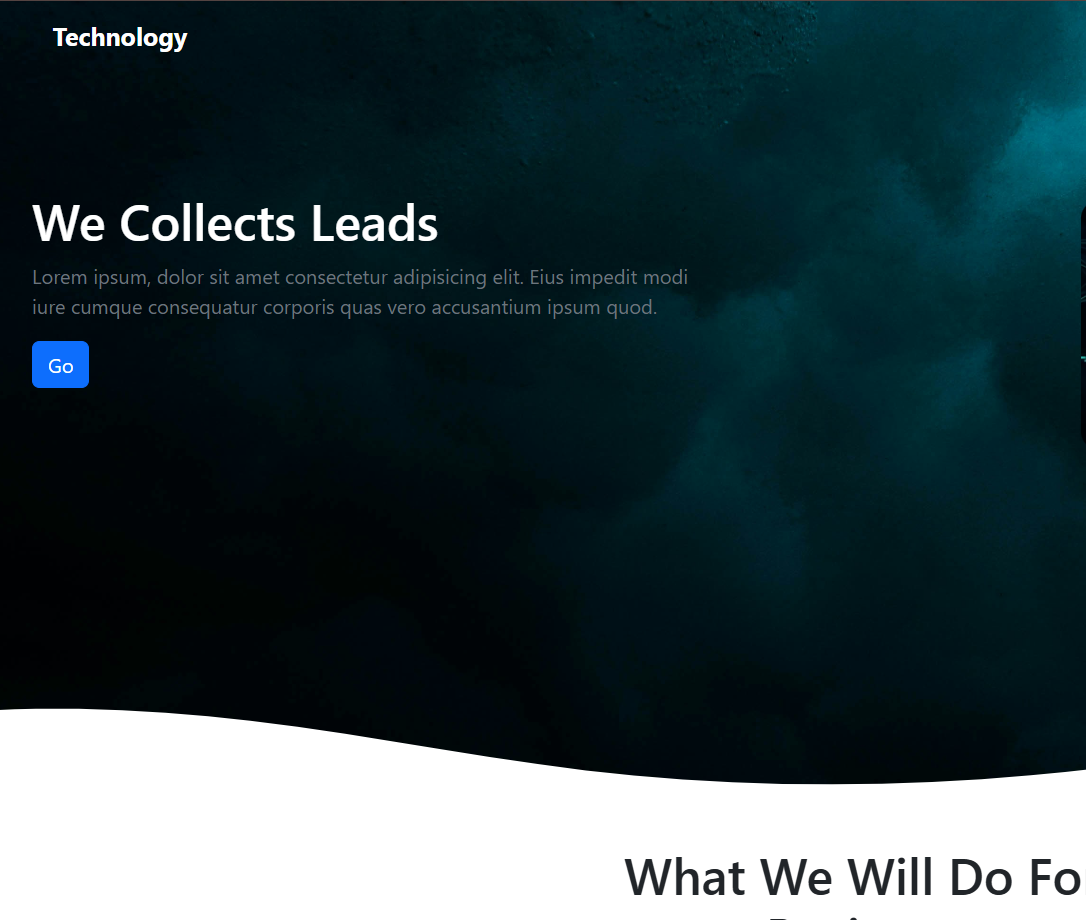 Technology
We Collects Leads
Lorem ipsum, dolor sit amet consectetur adipisicing elit. Eius impedit modi
iure cumque consequatur corporis quas vero accusantium ipsum quod.
Go
What We Will Do